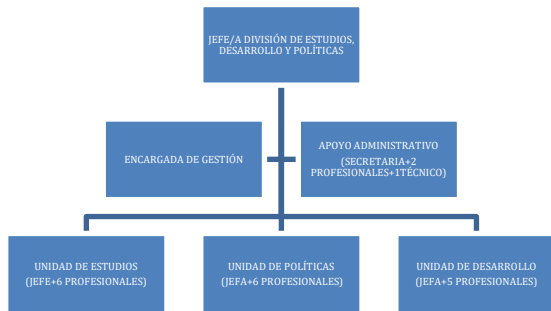 JEFE/A DIVISIÓN DE ESTUDIOS,
DESARROLLO Y POLÍTICAS
ENCARGADA DE GESTIÓN
APOYO ADMINISTRATIVO
(SECRETARIA+2
PROFESIONALES+1TÉCNICO)
UNIDAD DE ESTUDIOS
(JEFE+6 PROFESIONALES)
UNIDAD DE POLÍTICAS
(JEFA+6 PROFESIONALES)
UNIDAD DE DESARROLLO
(JEFA+5 PROFESIONALES)